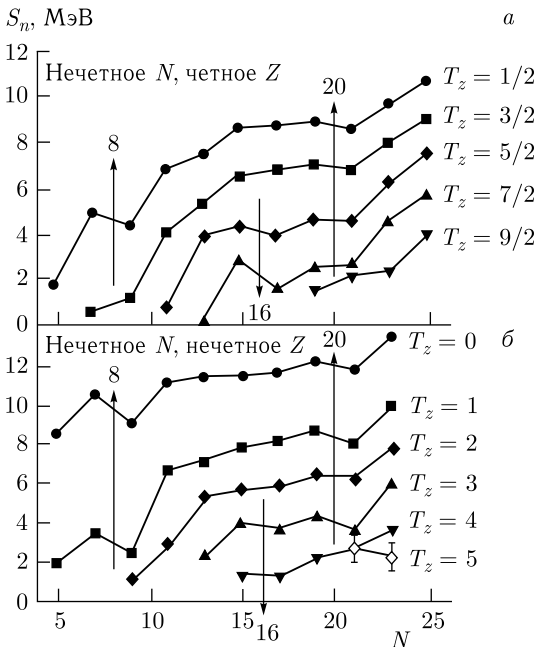 S_n, МэВ
а
12
Нечетное N, четное Z
T_z = 1/2
10
20
T_z = 3/2
8
8
T_z = 5/2
6
T_z = 7/2
4
T_z = 9/2
2
16
0
20
Нечетное N, нечетное Z
T_z = 0
б
12
8
10
T_z = 1
8
T_z = 2
6
T_z = 3
4
T_z = 4
2
T_z = 5
0
5
10
15
16
20
25
N